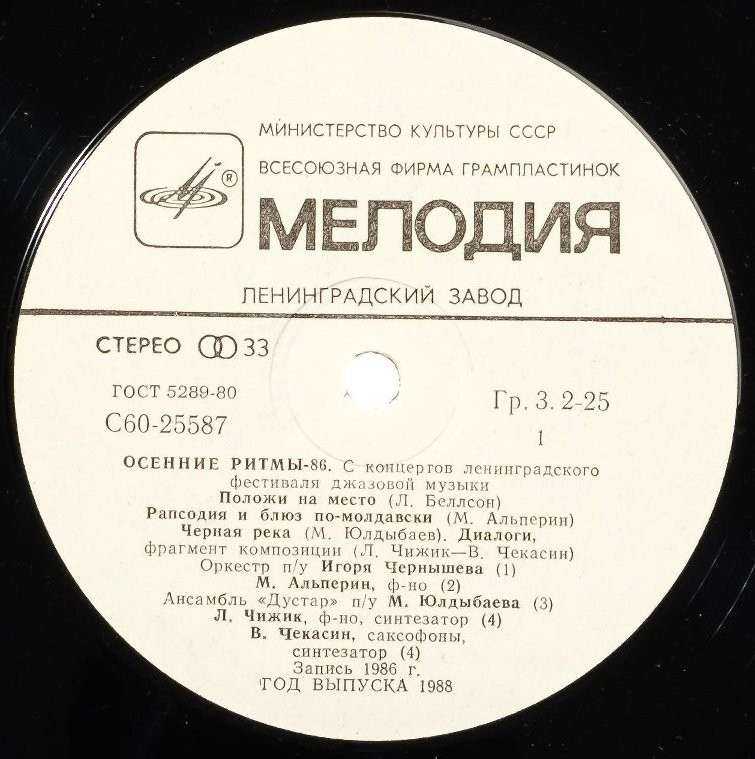 МИНИСТЕРСТВО КУЛЬТУРЫ СССР
ВСЕСОЮЗНАЯ ФИРМА ГРАМПЛАСТИНОК
®
МЕЛОДИЯ
ЛЕНИНГРАДСКИЙ ЗАВОД
СТЕРЕО 33
ГОСТ 5289-80
Гр. 3. 2-25
С60-25587
1
ОСЕННИЕ РИТМЫ-86. С концертов ленинградского
фестиваля джазовой музыки
Положи на место (Л. Беллсон)
Рапсодия и блюз по-молдавски (М. Альперин)
Черная река (М. Юлдыбаев). Диалоги,
фрагмент композиции (Л. Чижик—В. Чекасин)
Оркестр п/у Игоря Чернышева (1)
М. Альперин, ф-но (2)
Ансамбль «Дустар» п/у М. Юлдыбаева (3)
Л. Чижик, ф-но, синтезатор (4)
В. Чекасин, саксофоны,
синтезатор (4)
Запись 1986 г.
ГОД ВЫПУСКА 1988